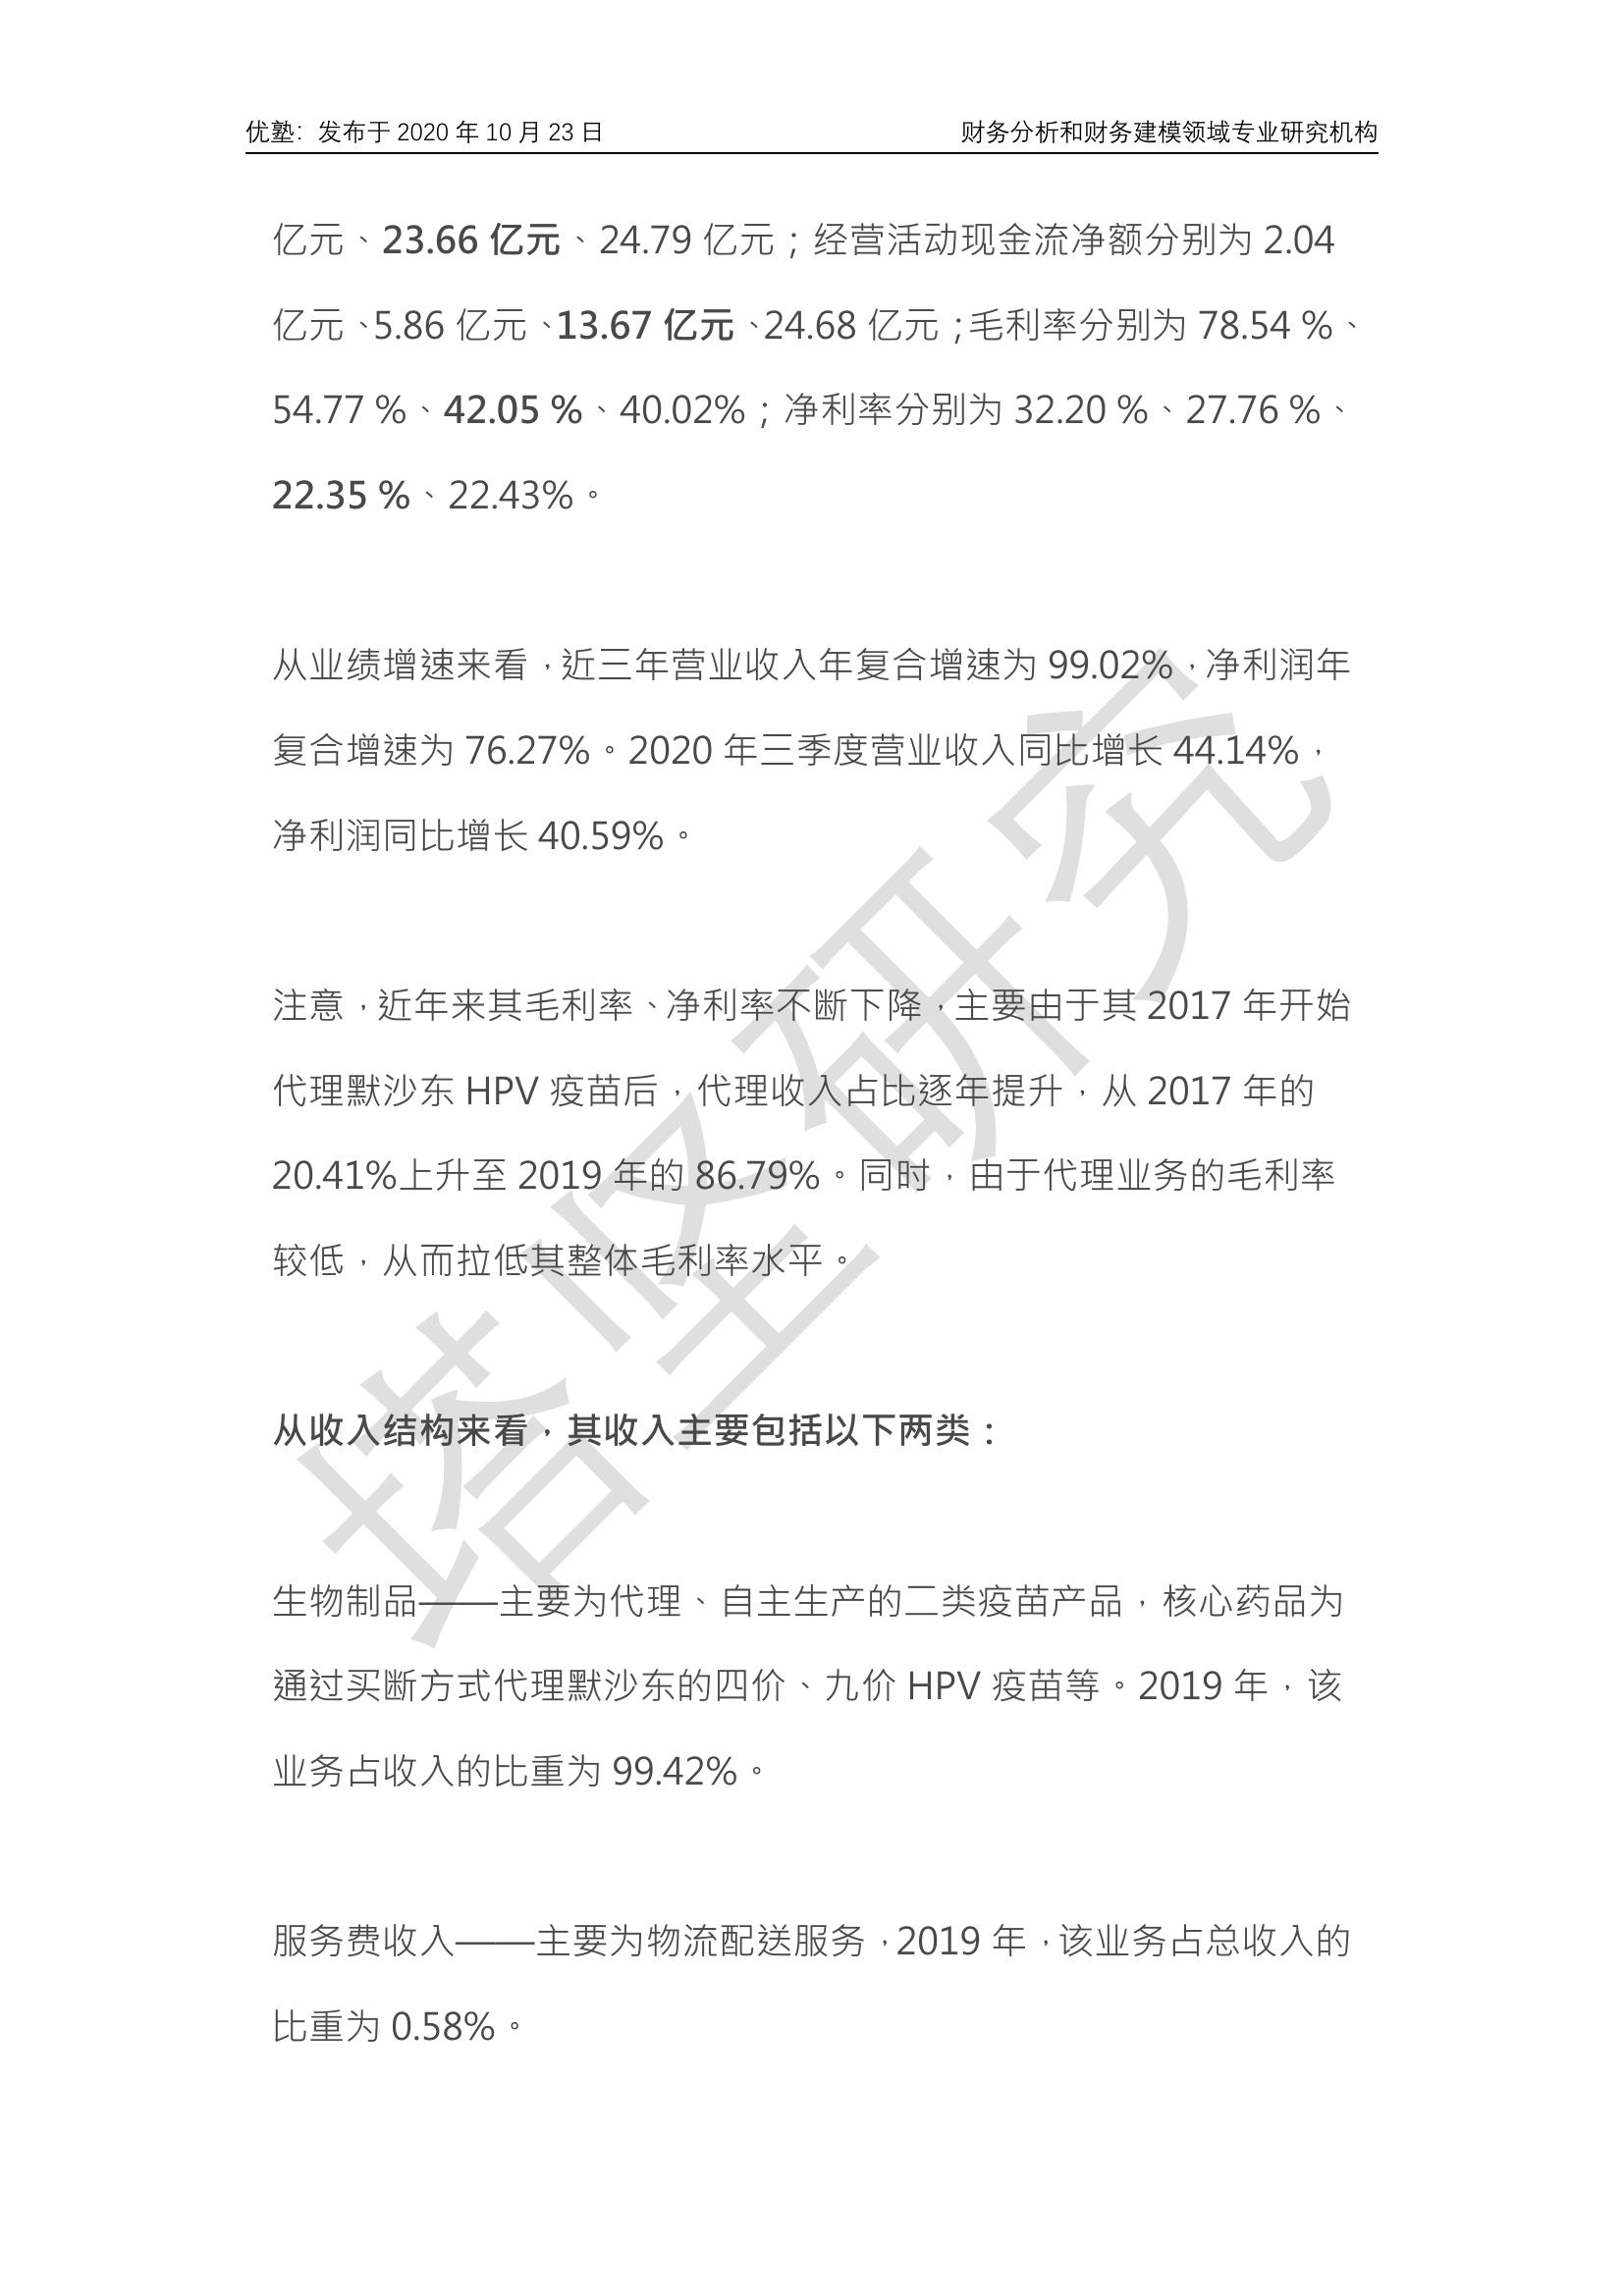 优塾：发布于 2020 年 10 月 23 日 财务分析和财务建模领域专业研究机构
亿元、23.66 亿元、24.79 亿元；经营活动现金流净额分别为 2.04
亿元、5.86 亿元、13.67 亿元、24.68 亿元；毛利率分别为 78.54 %、
54.77 %、42.05 %、40.02%；净利率分别为 32.20 %、27.76 %、
22.35 %、22.43%。
从业绩增速来看，近三年营业收入年复合增速为 99.02%，净利润年
复合增速为 76.27%。2020 年三季度营业收入同比增长 44.14%，
净利润同比增长 40.59%。
注意，近年来其毛利率、净利率不断下降，主要由于其 2017 年开始
代理默沙东 HPV 疫苗后，代理收入占比逐年提升，从 2017 年的
20.41%上升至 2019 年的 86.79%。同时，由于代理业务的毛利率
较低，从而拉低其整体毛利率水平。
从收入结构来看，其收入主要包括以下两类：
生物制品——主要为代理、自主生产的二类疫苗产品，核心药品为
通过买断方式代理默沙东的四价、九价 HPV 疫苗等。2019 年，该
业务占收入的比重为 99.42%。
服务费收入——主要为物流配送服务，2019 年，该业务占总收入的
比重为 0.58%。
塔坚研究